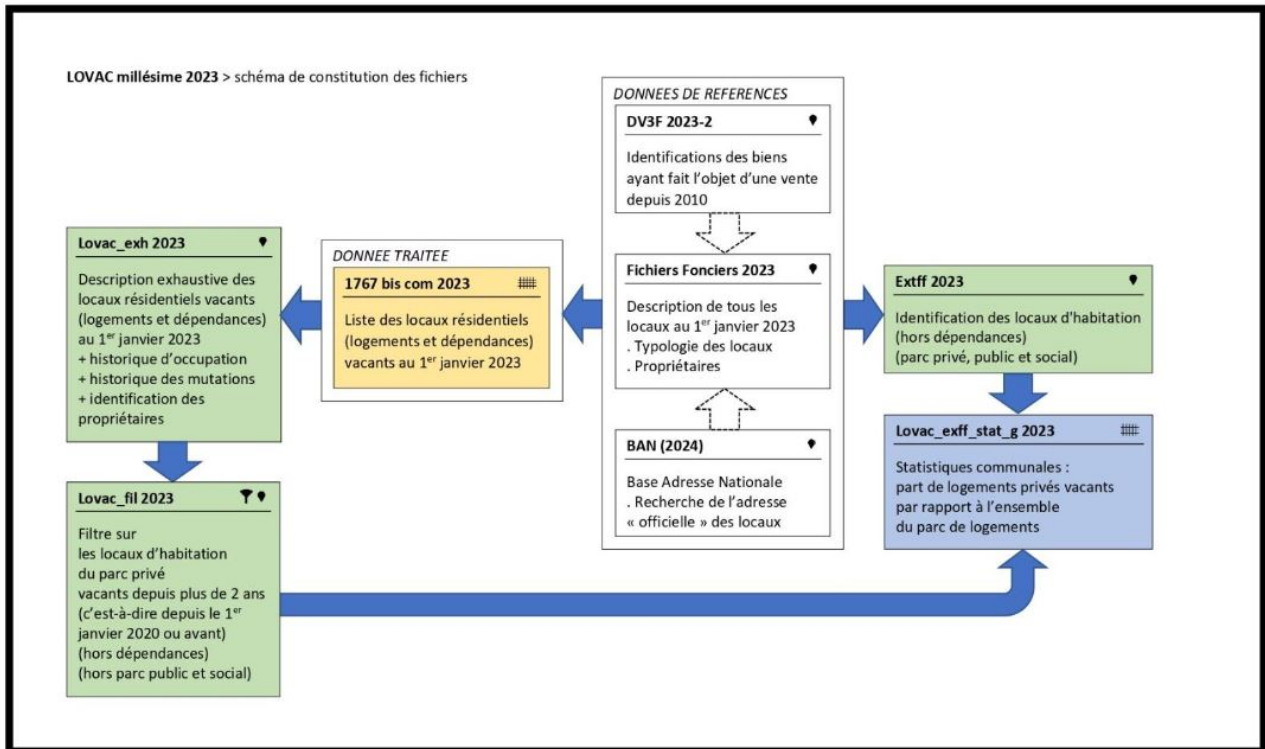 LOVAC millésime 2023 > schéma de constitution des fichiers
DONNEES DE REFERENCES
DV3F 2023-2
Identifications des biens
ayant fait l'objet d'une vente
depuis 2010
Lovac_exh 2023
Description exhaustive des
locaux résidentiels vacants
(logements et dépendances)
au 1er janvier 2023
+ historique d'occupation
+ historique des mutations
+ identification des
propriétaires
DONNEE TRAITEE
1767 bis com 2023
Liste des locaux résidentiels
(logements et dépendances)
vacants au 1er janvier 2023
Fichiers Fonciers 2023
Description de tous les
locaux au 1er janvier 2023
. Typologie des locaux
. Propriétaires
Extff 2023
Identification des locaux d'habitation
(hors dépendances)
(parc privé, public et social)
BAN (2024)
Base Adresse Nationale
. Recherche de l'adresse
« officielle » des locaux
Lovac_exff_stat_g 2023
Statistiques communales :
part de logements privés vacants
par rapport à l'ensemble
du parc de logements
Lovac_fil 2023
Filtre sur
les locaux d'habitation
du parc privé
vacants depuis plus de 2 ans
(c'est-à-dire depuis le 1er
janvier 2020 ou avant)
(hors dépendances)
(hors parc public et social)